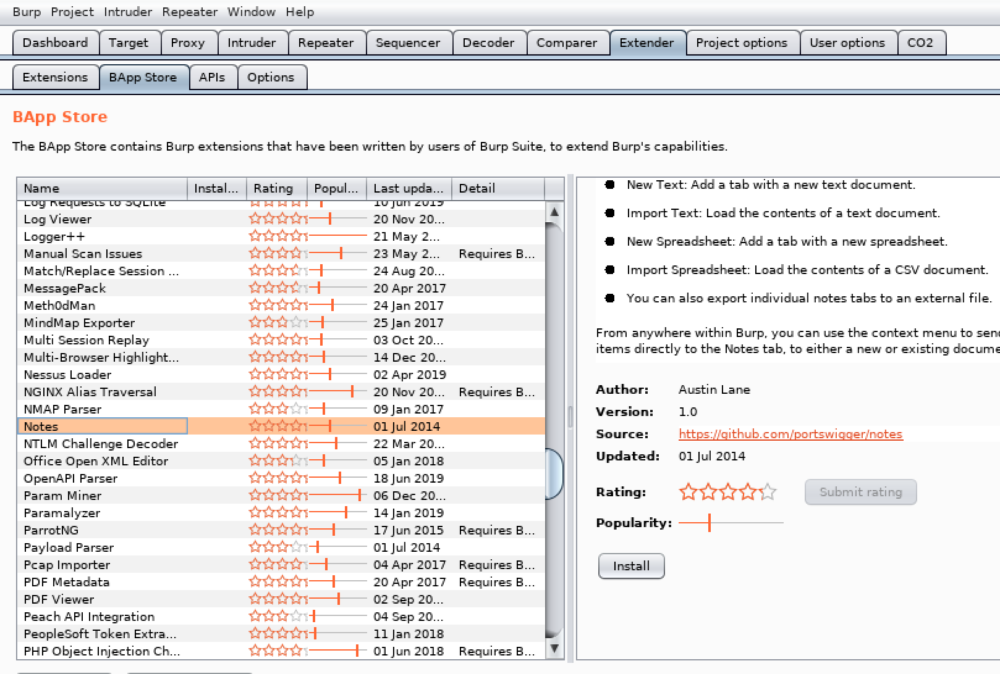 Burp Project Intruder Repeater Window Help
Dashboard Target Proxy Intruder Repeater Sequencer Decoder Comparer Extender Project options User options CO2
Extensions BApp Store APIs Options
BApp Store
The BApp Store contains Burp extensions that have been written by users of Burp Suite, to extend Burp's capabilities.
Name Instal... Rating Popul... Last upda... Detail
Log Requests to SQLite 10 Jun 2019
Log Viewer 20 Nov 20...
Logger++ 21 May 2...
Manual Scan Issues 23 May 2... Requires B...
Match/Replace Session ... 24 Aug 20...
MessagePack 20 Apr 2017
Meth0dMan 24 Jan 2017
MindMap Exporter 25 Jan 2017
Multi Session Replay 03 Oct 20...
Multi-Browser Highlight... 14 Dec 20...
Nessus Loader 02 Apr 2019
NGINX Alias Traversal 20 Nov 20... Requires B...
NMAP Parser 09 Jan 2017
Notes 01 Jul 2014
NTLM Challenge Decoder 22 Mar 20...
Office Open XML Editor 05 Jan 2018
OpenAPI Parser 18 Jun 2019
Param Miner 06 Dec 20...
Paramalyzer 14 Jan 2019
ParrotNG 17 Jun 2015 Requires B...
Payload Parser 01 Jul 2014
Pcap Importer 04 Apr 2017 Requires B...
PDF Metadata 20 Apr 2017 Requires B...
PDF Viewer 02 Sep 20...
Peach API Integration 04 Sep 20...
PeopleSoft Token Extra... 11 Jan 2018
PHP Object Injection Ch... 01 Jun 2018 Requires B...
New Text: Add a tab with a new text document.
Import Text: Load the contents of a text document.
New Spreadsheet: Add a tab with a new spreadsheet.
Import Spreadsheet: Load the contents of a CSV document.
You can also export individual notes tabs to an external file.
From anywhere within Burp, you can use the context menu to send
items directly to the Notes tab, to either a new or existing docume
Author: Austin Lane
Version: 1.0
Source: https://github.com/portswigger/notes
Updated: 01 Jul 2014
Rating: Submit rating
Popularity:
Install